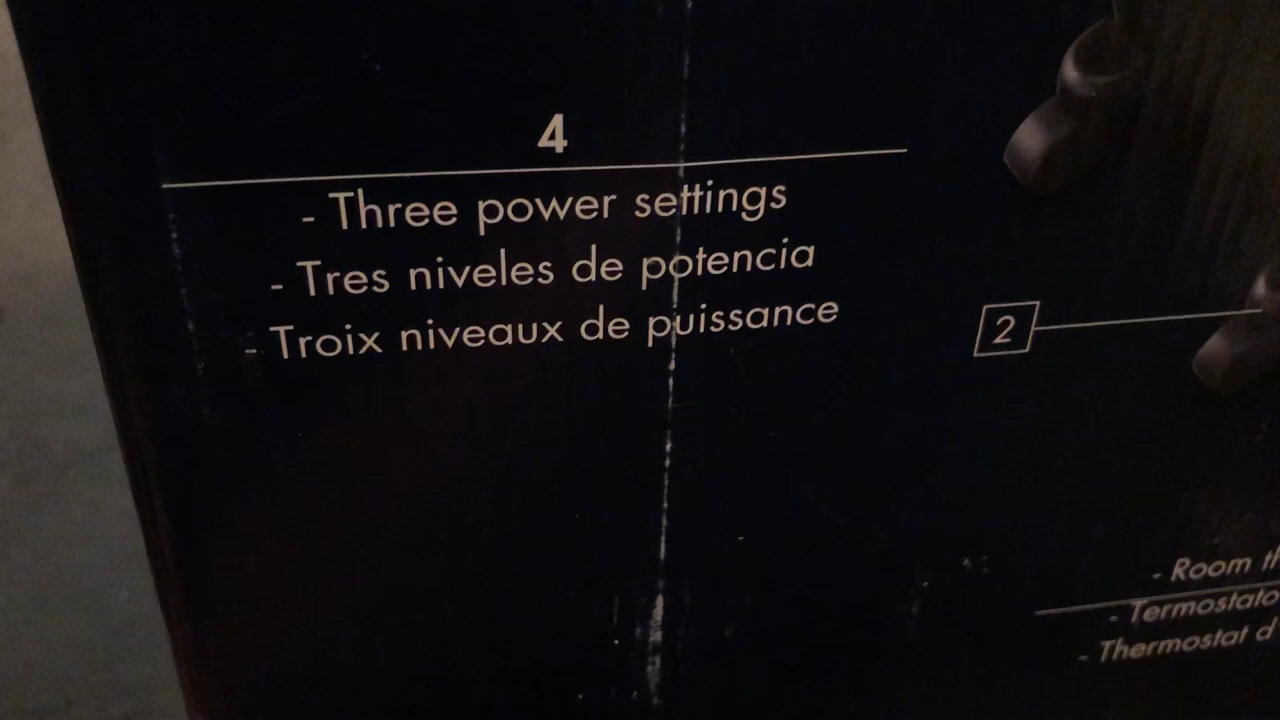 4
- Three power settings
- Tres niveles de potencia
- Troix niveaux de puissance
2
- Room
- Termostato
- Thermostat d